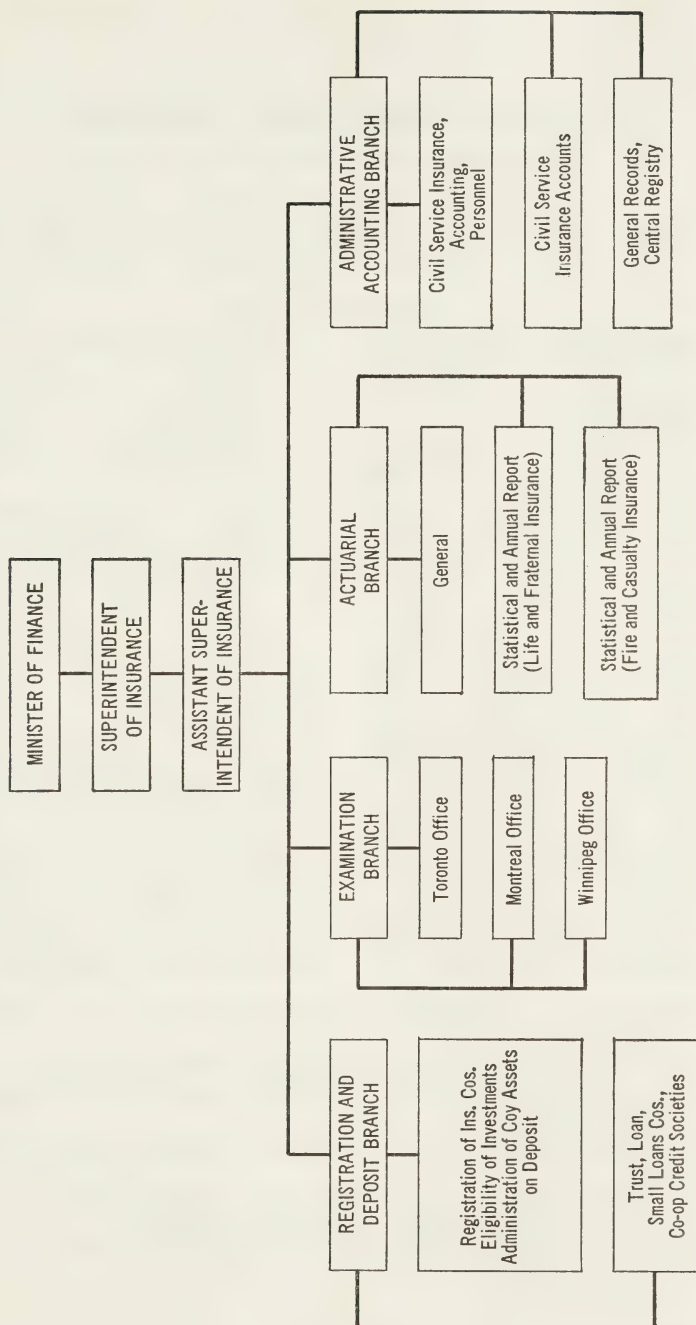 MINISTER OF FINANCE
SUPERINTENDENT
OF INSURANCE
ASSISTANT SUPER-
INTENDENT OF INSURANCE
REGISTRATION AND
DEPOSIT BRANCH
Registration of Ins. Cos.
Eligibility of Investments
Administration of Coy Assets
on Deposit
Trust, Loan,
Small Loans Cos.,
Co-op Credit Societies
EXAMINATION
BRANCH
Toronto Office
Montreal Office
Winnipeg Office
ACTUARIAL
BRANCH
General
Statistical and Annual Report
(Life and Fraternal Insurance)
Statistical and Annual Report
(Fire and Casualty Insurance)
ADMINISTRATIVE
ACCOUNTING BRANCH
Civil Service Insurance,
Accounting,
Personnel
Civil Service
Insurance Accounts
General Records,
Central Registry